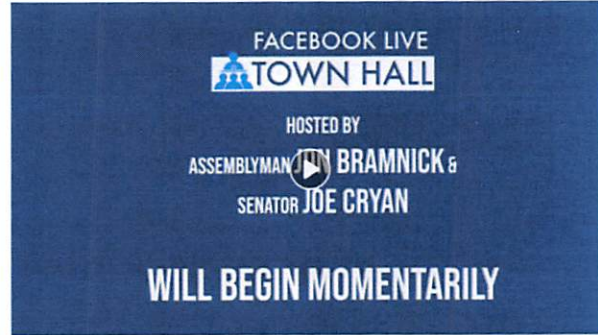 FACEBOOK LIVE
TOWN HALL
HOSTED BY
ASSEMBLYMAN BRAMNICK &
SENATOR JOE CRYAN
WILL BEGIN MOMENTARILY